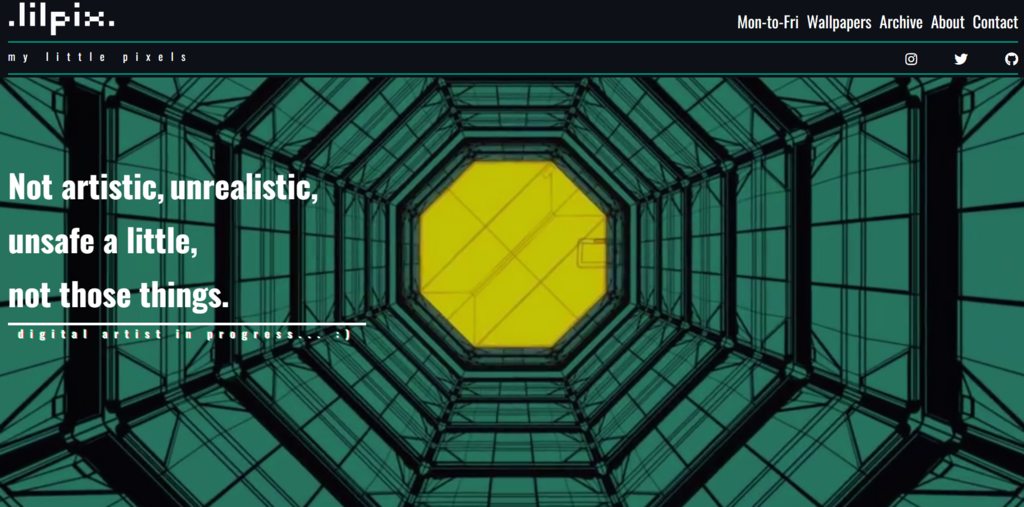 .lilpix.
Mon-to-Fri Wallpapers Archive About Contact
my little pixels
Not artistic, unrealistic,
unsafe a little,
not those things.
digital artist in progress... :)